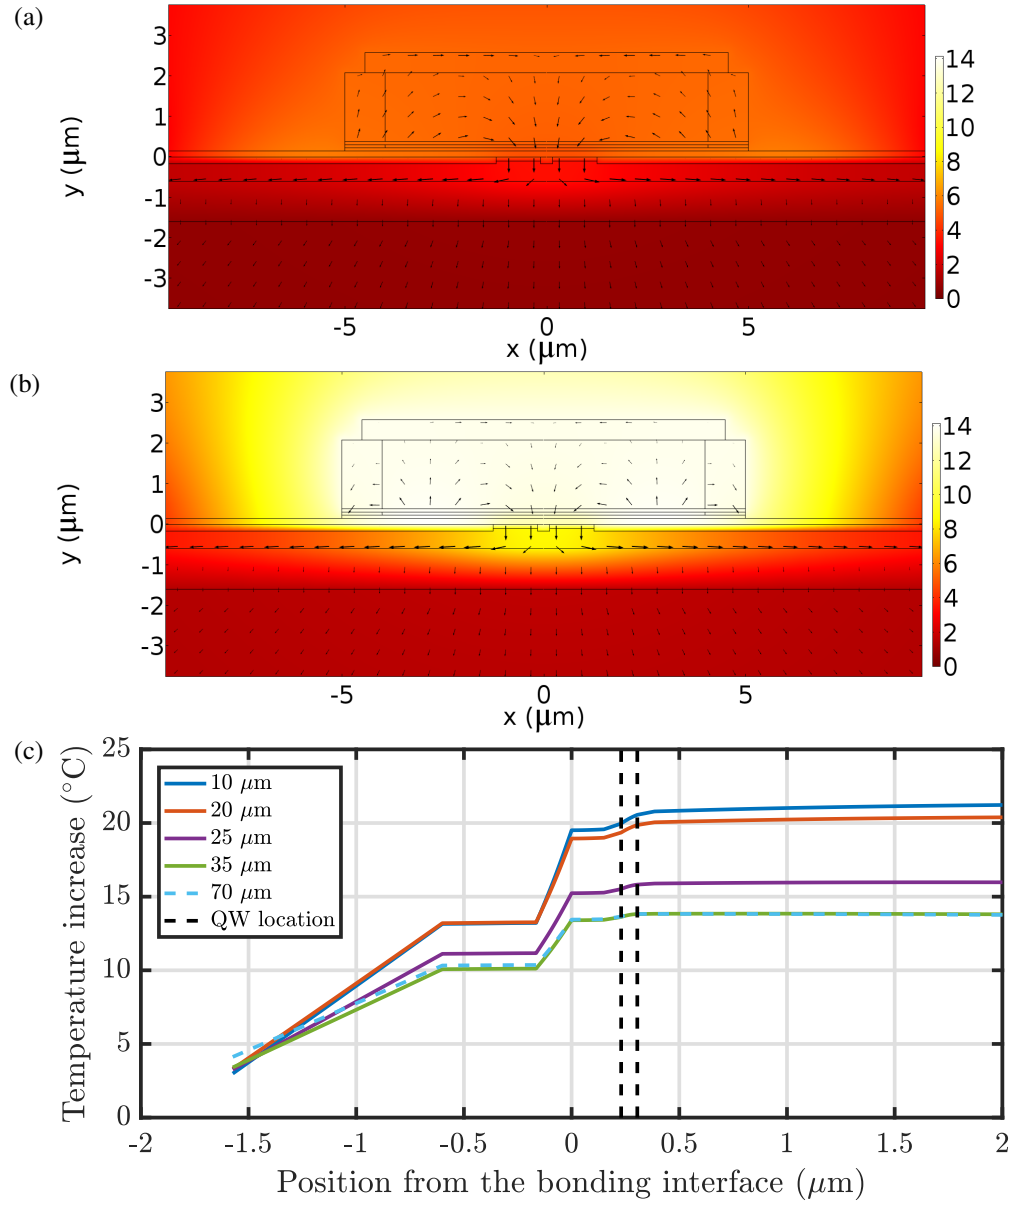 (a)
3
2
1
0
-1
-2
-3
y (μm)
-5 0 5
x (μm)
14
12
10
8
6
4
2
0
(b)
3
2
1
0
-1
-2
-3
y (μm)
-5 0 5
x (μm)
14
12
10
8
6
4
2
0
(c)
25
20
15
10
5
0
Temperature increase (°C)
10 μm
20 μm
25 μm
35 μm
70 μm
QW location
-2 -1.5 -1 -0.5 0 0.5 1 1.5 2
Position from the bonding interface (μm)